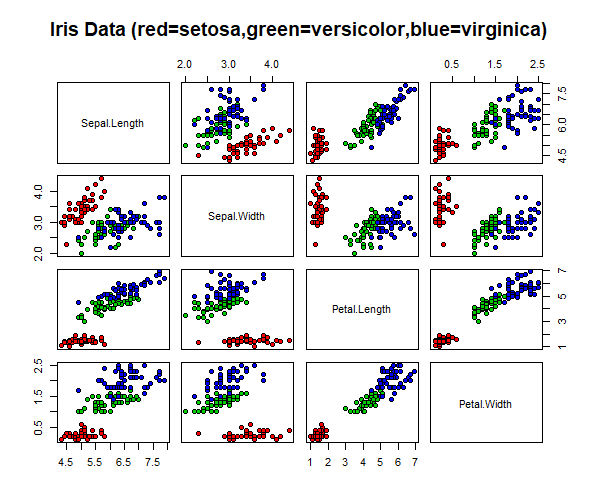 Iris Data (red=setosa,green=versicolor,blue=virginica)
2.0 3.0 4.0
0.5 1.5 2.5
Sepal.Length
4.5 6.0 7.5
2.0 3.0 4.0
Sepal.Width
Petal.Length
1 3 5 7
0.5 1.5 2.5
Petal.Width
4.5 5.5 6.5 7.5
1 2 3 4 5 6 7